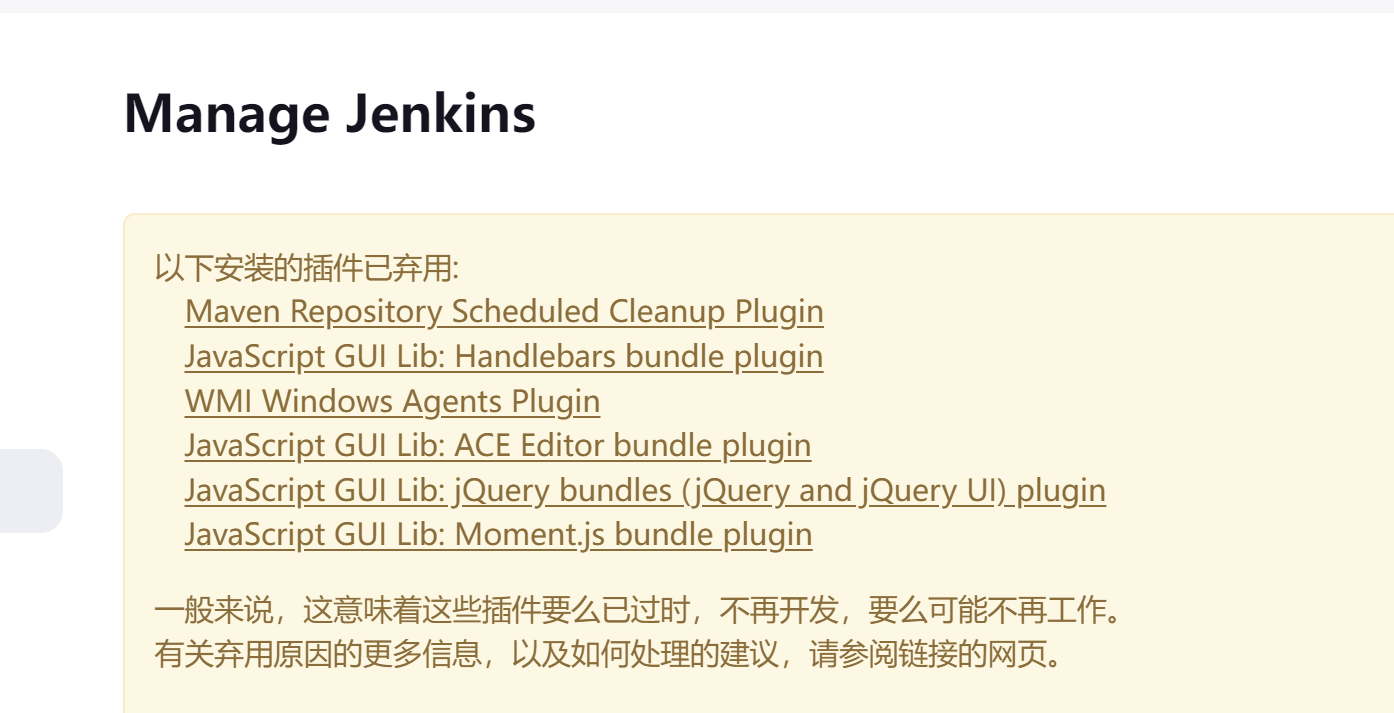 Manage Jenkins
以下安装的插件已弃用:
Maven Repository Scheduled Cleanup Plugin
JavaScript GUI Lib: Handlebars bundle plugin
WMI Windows Agents Plugin
JavaScript GUI Lib: ACE Editor bundle plugin
JavaScript GUI Lib: jQuery bundles (jQuery and jQuery UI) plugin
JavaScript GUI Lib: Moment.js bundle plugin
一般来说，这意味着这些插件要么已过时，不再开发，要么可能不再工作。
有关弃用原因的更多信息，以及如何处理的建议，请参阅链接的网页。